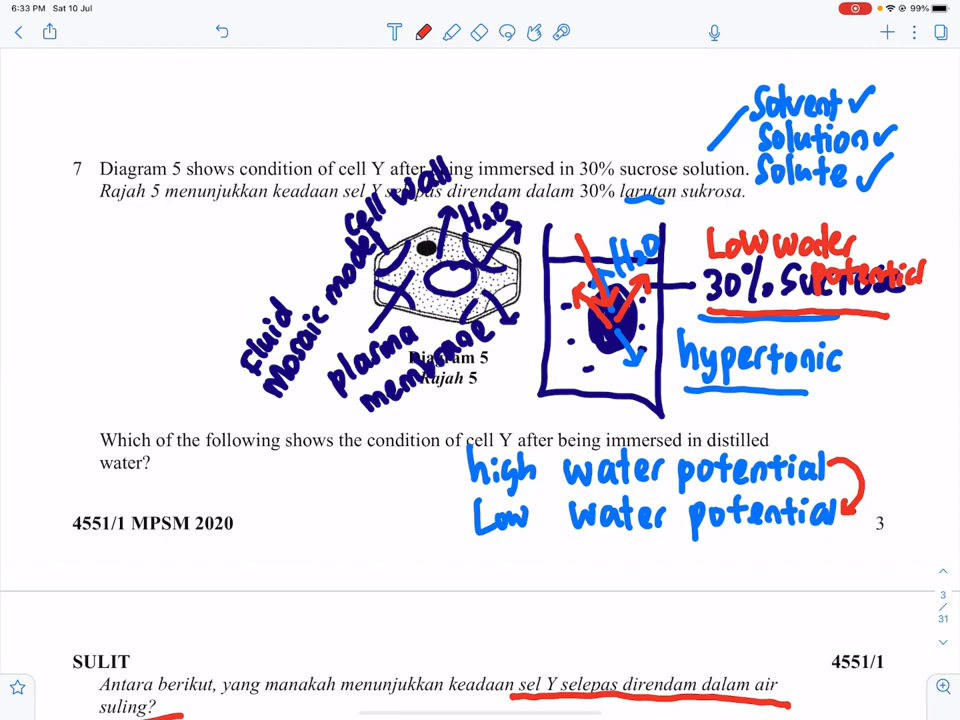 6:33 PM Sat 10 Jul
99%
T
Solvent ✓
Solution ✓
Solute ✓
7 Diagram 5 shows condition of cell Y after being immersed in 30% sucrose solution.
Rajah 5 menunjukkan keadaan sel Y selepas direndam dalam 30% larutan sukrosa.
cell wall
H2O
H2O
Low water
potential
30% Sucrose
fluid
mosaic model
plasma
membrane
hypertonic
Diagram 5
Rajah 5
Which of the following shows the condition of cell Y after being immersed in distilled
water?
high water potential
Low water potential
4551/1 MPSM 2020
3
3
/
31
SULIT
4551/1
Antara berikut, yang manakah menunjukkan keadaan sel Y selepas direndam dalam air
suling?